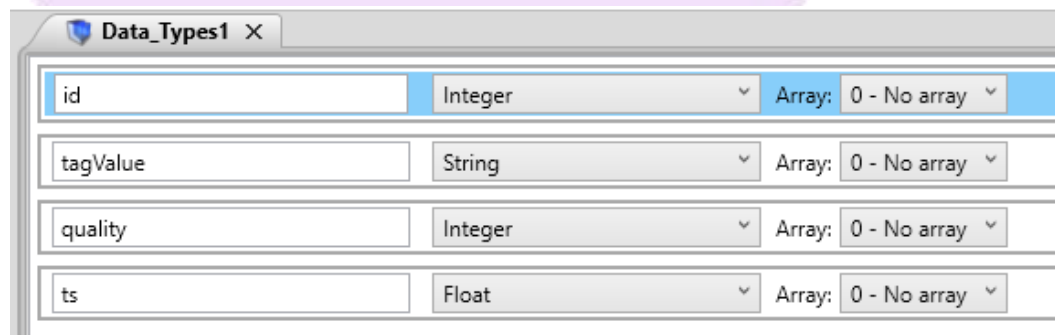 Data_Types1
id Integer Array: 0 - No array
tagValue String Array: 0 - No array
quality Integer Array: 0 - No array
ts Float Array: 0 - No array